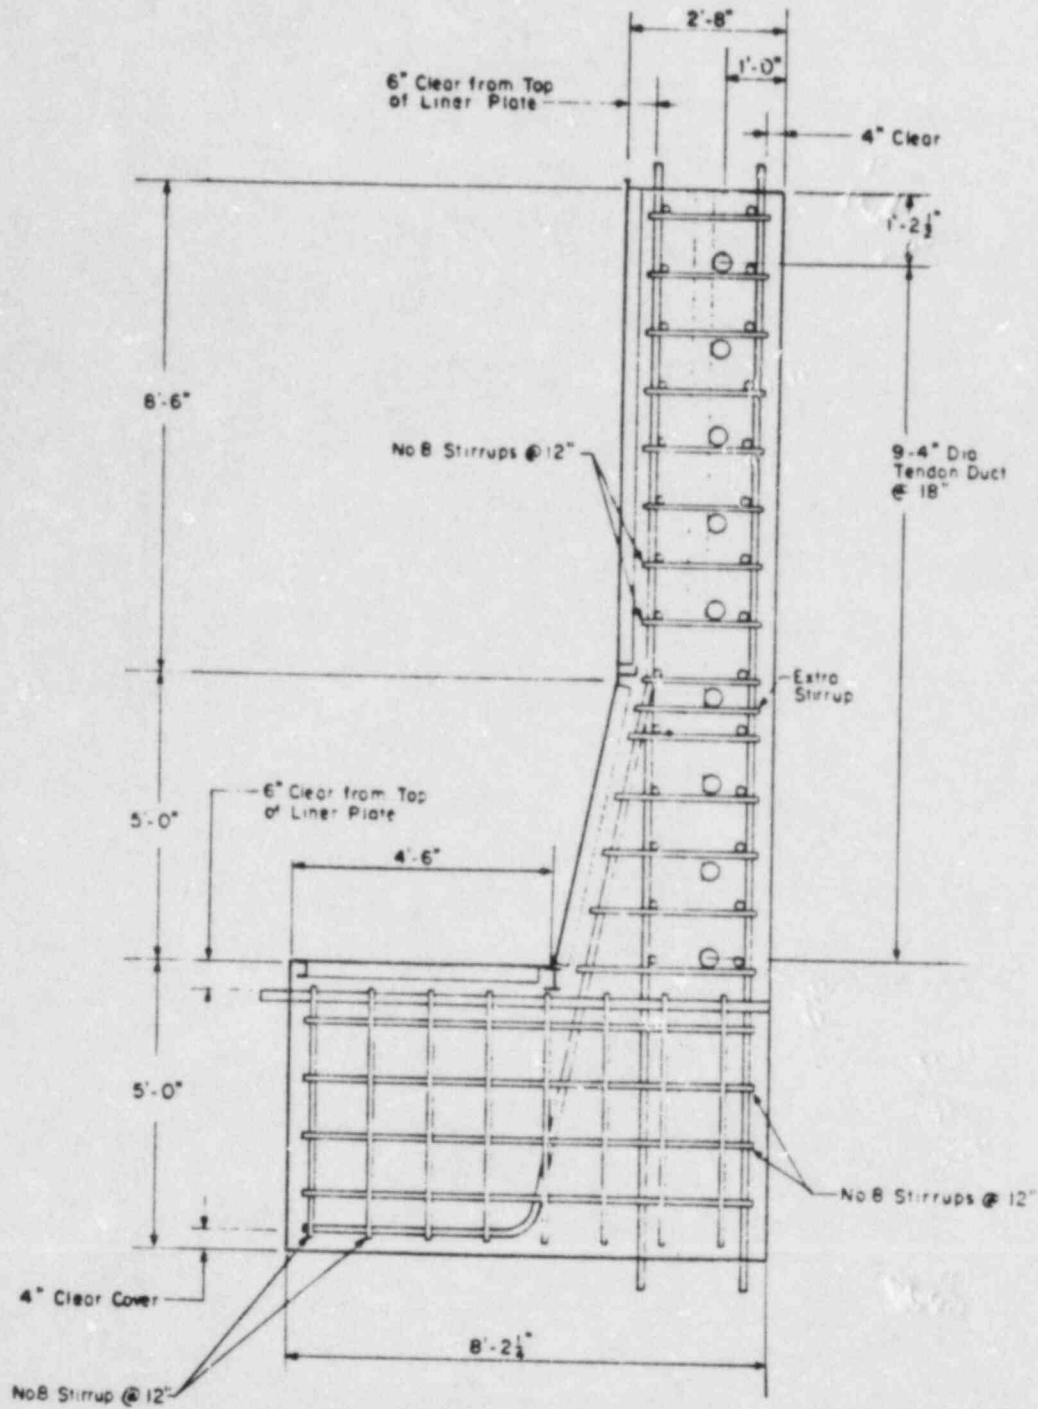 2'-8"
1'-0"
6" Clear from Top
of Liner Plate
4" Clear
1'-2½"
8'-6"
No 8 Stirrups @ 12"
9-4" Dia
Tendon Duct
@ 18"
Extra
Stirrup
6" Clear from Top
of Liner Plate
5'-0"
4'-6"
5'-0"
No 8 Stirrups @ 12"
4" Clear Cover
8'-2¼"
No 8 Stirrup @ 12"